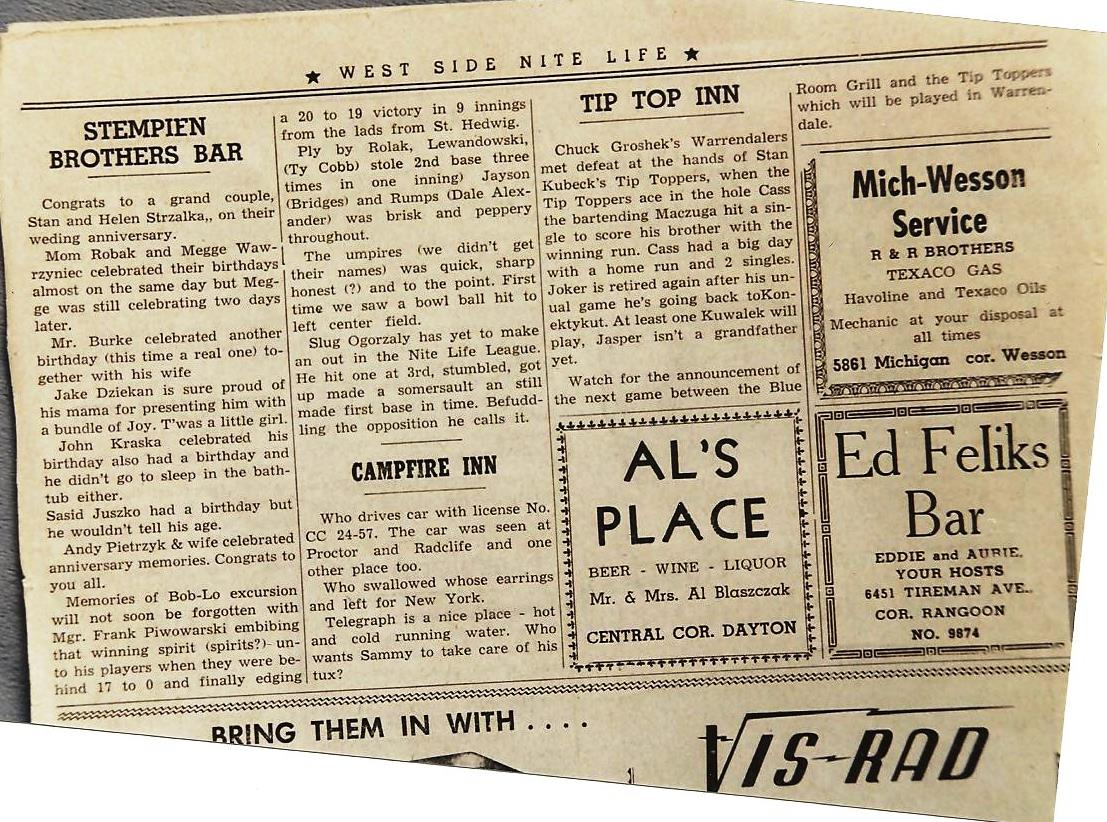 ★ WEST SIDE NITE LIFE ★
STEMPIEN
BROTHERS BAR
Congrats to a grand couple,
Stan and Helen Strzalka,, on their
weding anniversary.
Mom Robak and Megge Waw-
rzyniec celebrated their birthdays
almost on the same day but Meg-
ge was still celebrating two days
later.
Mr. Burke celebrated another
birthday (this time a real one) to-
gether with his wife
Jake Dziekan is sure proud of
his mama for presenting him with
a bundle of Joy. T'was a little girl.
John Kraska celebrated his
birthday also had a birthday and
he didn't go to sleep in the bath-
tub either.
Sasid Juszko had a birthday but
he wouldn't tell his age.
Andy Pietrzyk & wife celebrated
anniversary memories. Congrats to
you all.
Memories of Bob-Lo excursion
will not soon be forgotten with
Mgr. Frank Piwowarski embibing
that winning spirit (spirits?) un-
to his players when they were be-
hind 17 to 0 and finally edging
a 20 to 19 victory in 9 innings
from the lads from St. Hedwig.
Ply by Rolak, Lewandowski,
(Ty Cobb) stole 2nd base three
times in one inning) Jayson
(Bridges) and Rumps (Dale Alex-
ander) was brisk and peppery
throughout.
The umpires (we didn't get
their names) was quick, sharp
honest (?) and to the point. First
time we saw a bowl ball hit to
left center field.
Slug Ogorzaly has yet to make
an out in the Nite Life League.
He hit one at 3rd, stumbled, got
up made a somersault an still
made first base in time. Befudd-
ling the opposition he calls it.
CAMPFIRE INN
Who drives car with license No.
CC 24-57. The car was seen at
Proctor and Radclife and one
other place too.
Who swallowed whose earrings
and left for New York.
Telegraph is a nice place - hot
and cold running water. Who
wants Sammy to take care of his
tux?
TIP TOP INN
Chuck Groshek's Warrendalers
met defeat at the hands of Stan
Kubeck's Tip Toppers, when the
Tip Toppers ace in the hole Cass
the bartending Maczuga hit a sin-
gle to score his brother with the
winning run. Cass had a big day
with a home run and 2 singles.
Joker is retired again after his un-
ual game he's going back toKon-
ektykut. At least one Kuwalek will
play, Jasper isn't a grandfather
yet.
Watch for the announcement of
the next game between the Blue
Room Grill and the Tip Toppers
which will be played in Warren-
dale.
AL'S
PLACE
BEER - WINE - LIQUOR
Mr. & Mrs. Al Blaszczak
CENTRAL COR. DAYTON
Mich-Wesson
Service
R & R BROTHERS
TEXACO GAS
Havoline and Texaco Oils
Mechanic at your disposal at
all times
5861 Michigan cor. Wesson
Ed Feliks
Bar
EDDIE and AURIE,
YOUR HOSTS
6451 TIREMAN AVE.,
COR. RANGOON
NO. 9874
BRING THEM IN WITH . . . .
VIS-RAD